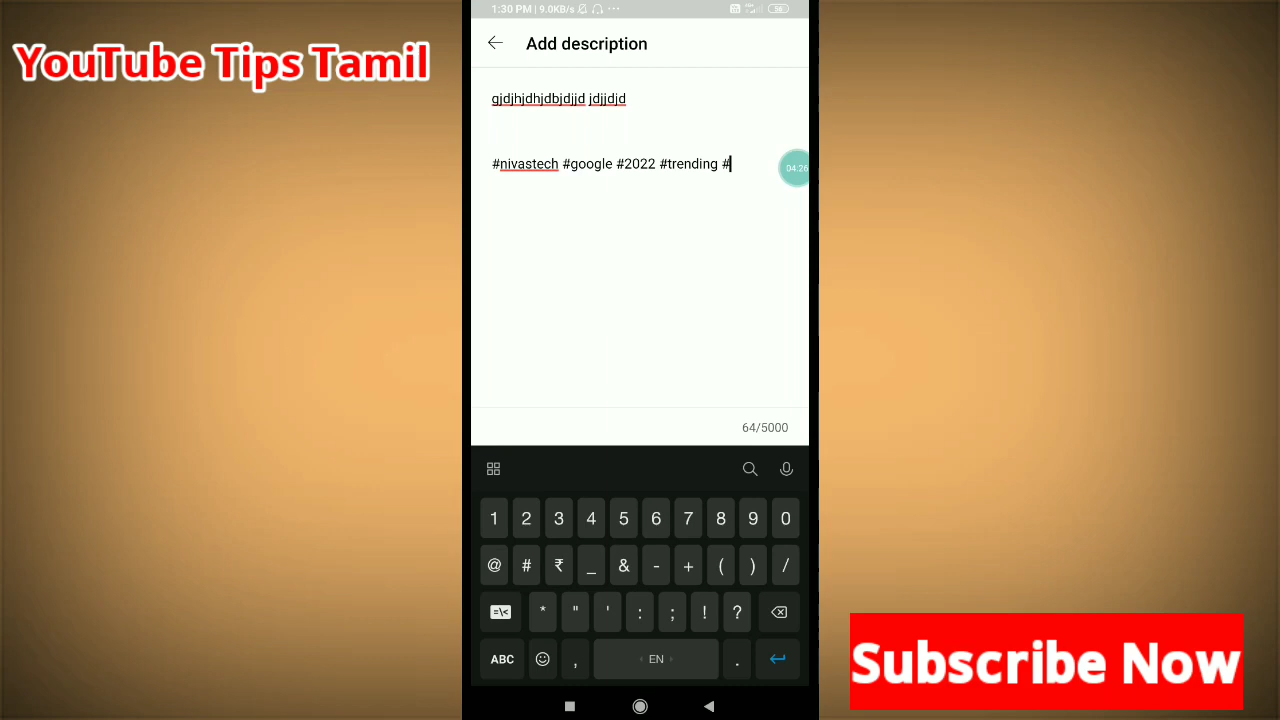 YouTube Tips Tamil
1:30 PM | 9.0KB/s
56
Add description
gjdjhjdhjdbjdjjd jdjjdjd
#nivastech #google #2022 #trending #
04:26
64/5000
1 2 3 4 5 6 7 8 9 0
@ # ₹ _ & - + ( ) /
=\< * " ' : ; ! ?
ABC , EN .
Subscribe Now